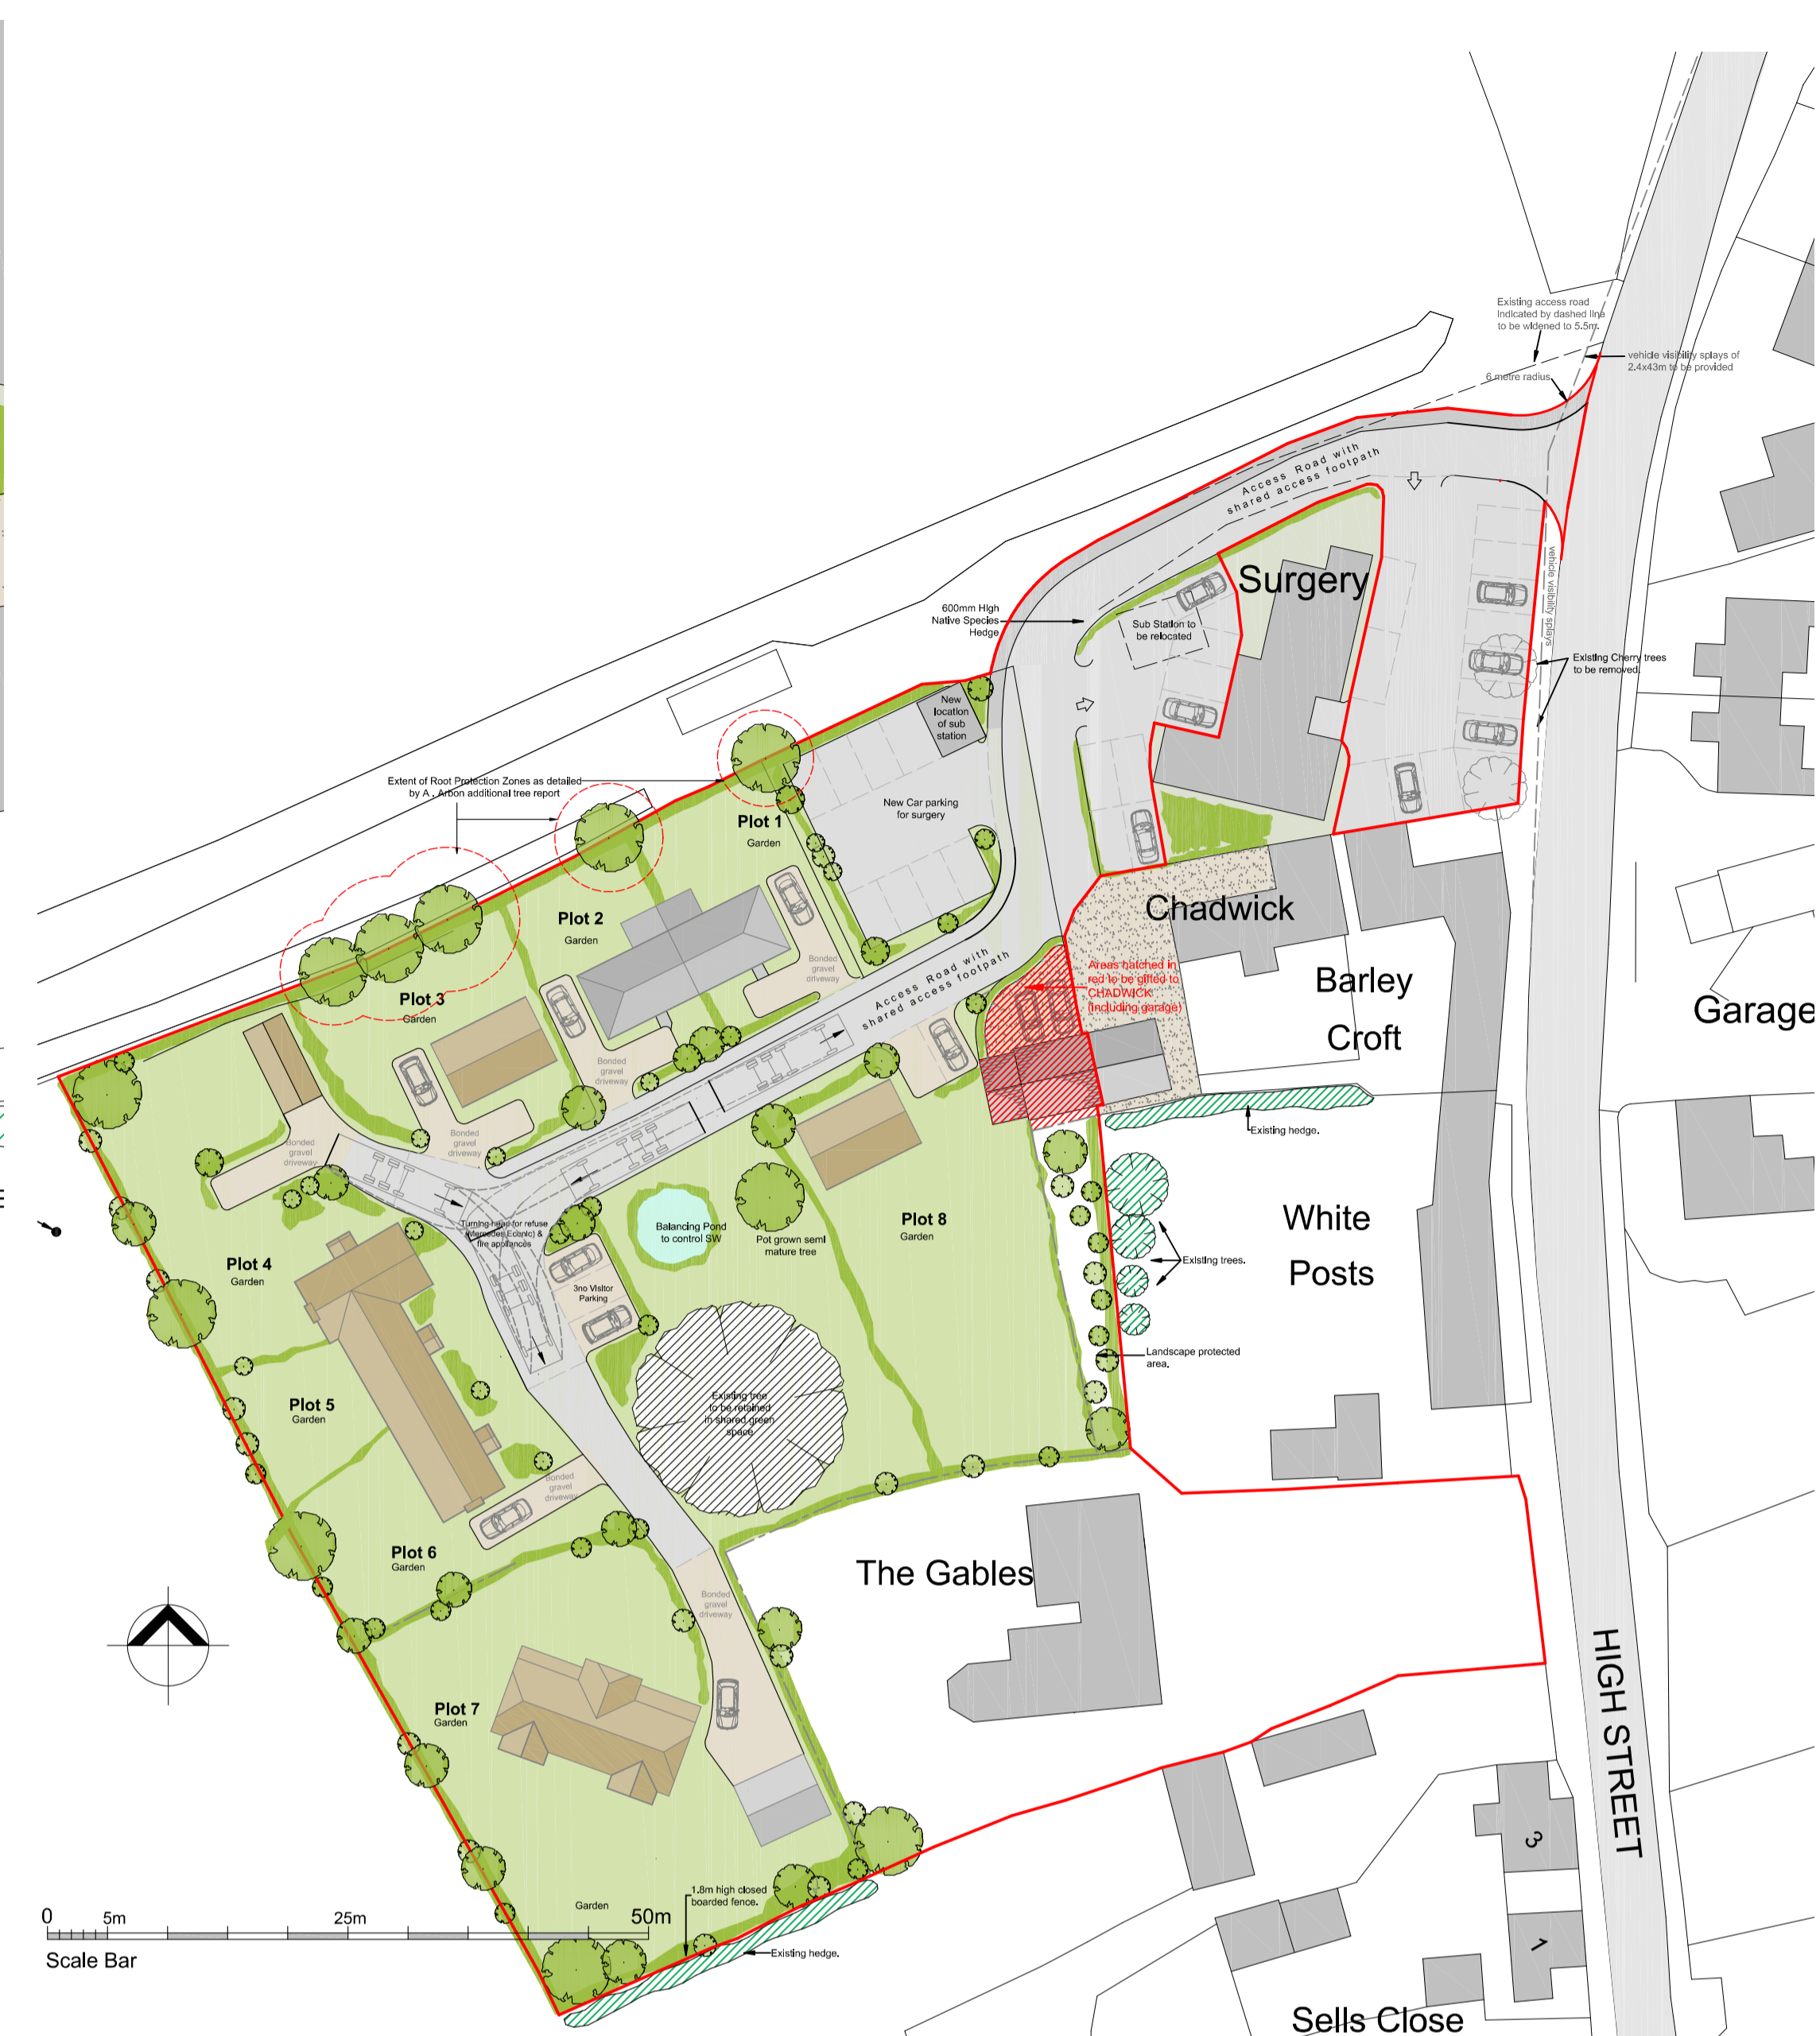 Existing access road
indicated by dashed line
to be widened to 5.5m.
vehicle visibility splays of
2.4x43m to be provided
6 metre radius
Access Road with
shared access footpath
Surgery
600mm High
Native Species
Hedge
Sub Station to
be relocated
vehicle visibility splays
Existing Cherry trees
to be removed.
New
location
of sub
station
Extent of Root Protection Zones as detailed
by A . Arbon additional tree report
New Car parking
for surgery
Plot 1
Garden
Chadwick
Plot 2
Garden
Bonded
gravel
driveway
Access Road with
shared access footpath
Areas hatched in
red to be gifted to
CHADWICK
(including garage)
Barley
Croft
Garage
Plot 3
Garden
Bonded
gravel
driveway
Bonded
gravel
driveway
Bonded
gravel
driveway
Existing hedge.
Turning head for refuse
(Mercedes Econic) &
fire appliances
Balancing Pond
to control SW
Pot grown semi
mature tree
Plot 8
Garden
White
Posts
Existing trees.
Plot 4
Garden
3no Visitor
Parking
Landscape protected
area.
Existing tree
to be retained
in shared green
space
Plot 5
Garden
Bonded
gravel
driveway
Plot 6
Garden
The Gables
Bonded
gravel
driveway
HIGH STREET
Plot 7
Garden
3
1.8m high closed
boarded fence.
Garden
0 5m 25m 50m
Scale Bar
Existing hedge.
1
Sells Close